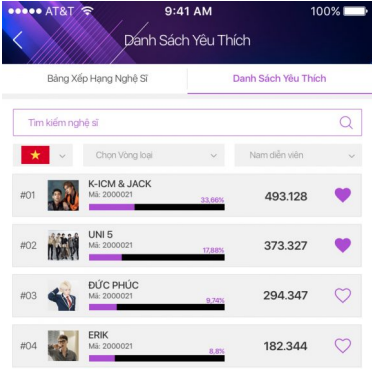 AT&T 9:41 AM 100%
Danh Sách Yêu Thích
Bảng Xếp Hạng Nghệ Sĩ Danh Sách Yêu Thích
Tìm kiếm nghệ sĩ
Chọn Vòng loại Nam diễn viên
#01 K-ICM & JACK
Mã: 2000021
33,66% 493.128
#02 UNI 5
Mã: 2000021
17,88% 373.327
#03 ĐỨC PHÚC
Mã: 2000021
9,74% 294.347
#04 ERIK
Mã: 2000021
8,8% 182.344